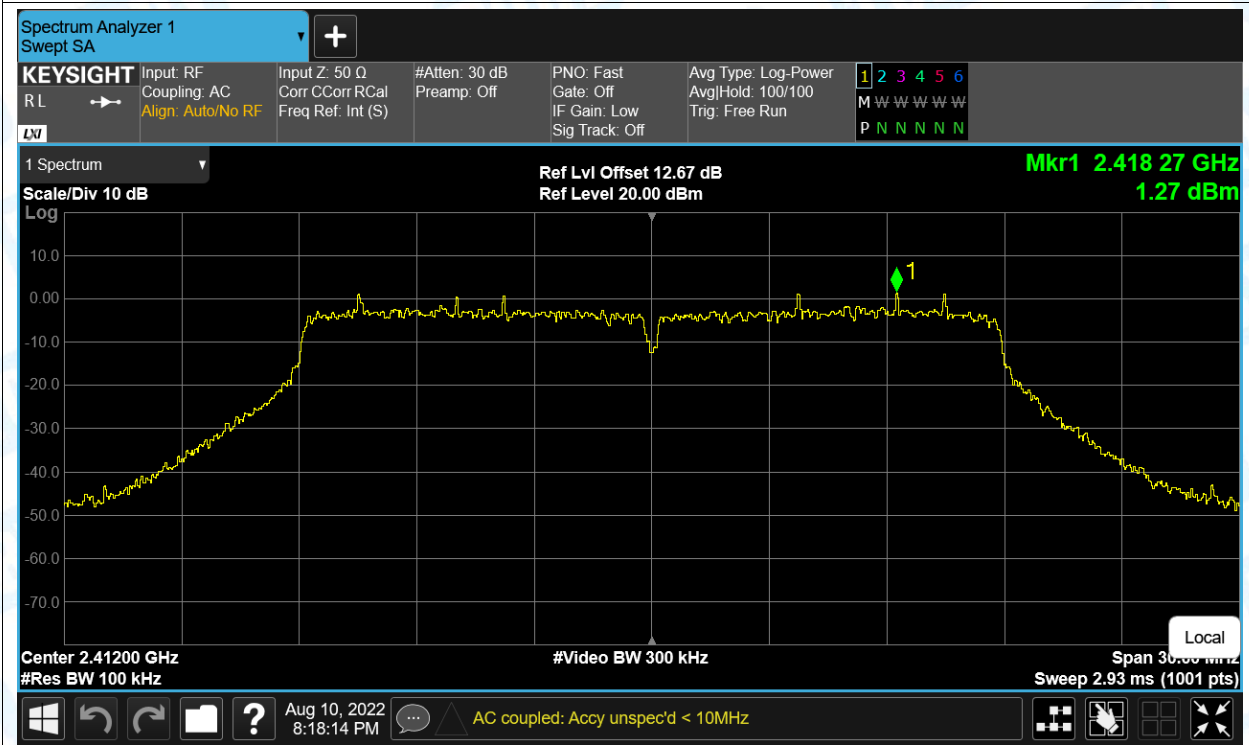 Spectrum Analyzer 1
Swept SA
KEYSIGHT
R L
LXI
Input: RF
Coupling: AC
Align: Auto/No RF
Input Z: 50 Ω
Corr CCorr RCal
Freq Ref: Int (S)
#Atten: 30 dB
Preamp: Off
PNO: Fast
Gate: Off
IF Gain: Low
Sig Track: Off
Avg Type: Log-Power
Avg|Hold: 100/100
Trig: Free Run
1 2 3 4 5 6
M W W W W W
P N N N N N
1 Spectrum
Scale/Div 10 dB
Log
Ref Lvl Offset 12.67 dB
Ref Level 20.00 dBm
Mkr1 2.418 27 GHz
1.27 dBm
10.0
0.00
-10.0
-20.0
-30.0
-40.0
-50.0
-60.0
-70.0
1
Local
Center 2.41200 GHz
#Video BW 300 kHz
Span 30.00 MHz
#Res BW 100 kHz
Sweep 2.93 ms (1001 pts)
?
Aug 10, 2022
8:18:14 PM
AC coupled: Accy unspec'd < 10MHz